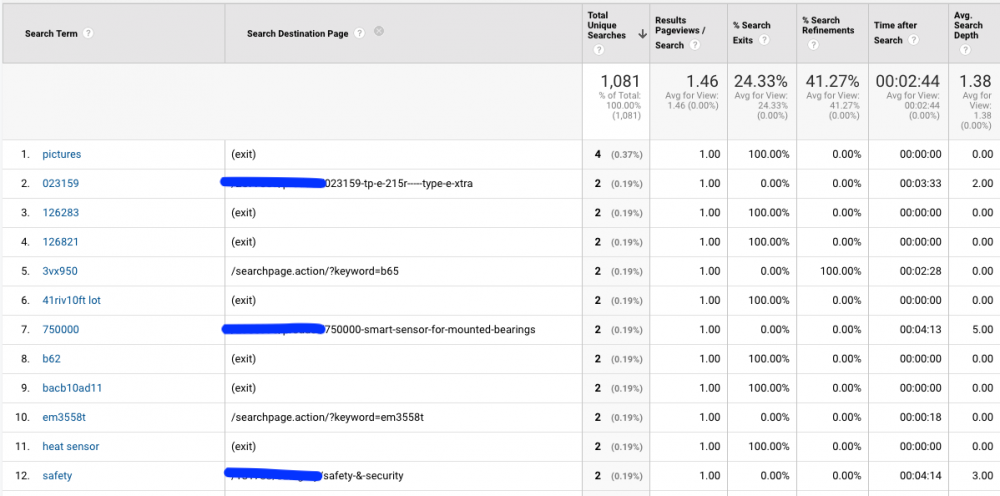 Search Term ? Search Destination Page ? Total Unique Searches ? Results Pageviews / Search ? % Search Exits ? % Search Refinements ? Time after Search ? Avg. Search Depth ?
1,081 % of Total: 100.00% (1,081) 1.46 Avg for View: 1.46 (0.00%) 24.33% Avg for View: 24.33% (0.00%) 41.27% Avg for View: 41.27% (0.00%) 00:02:44 Avg for View: 00:02:44 (0.00%) 1.38 Avg for View: 1.38 (0.00%)
1. pictures (exit) 4 (0.37%) 1.00 100.00% 0.00% 00:00:00 0.00
2. 023159 023159-tp-e-215r-----type-e-xtra 2 (0.19%) 1.00 0.00% 0.00% 00:03:33 2.00
3. 126283 (exit) 2 (0.19%) 1.00 100.00% 0.00% 00:00:00 0.00
4. 126821 (exit) 2 (0.19%) 1.00 100.00% 0.00% 00:00:00 0.00
5. 3vx950 /searchpage.action/?keyword=b65 2 (0.19%) 1.00 0.00% 100.00% 00:02:28 0.00
6. 41riv10ft lot (exit) 2 (0.19%) 1.00 100.00% 0.00% 00:00:00 0.00
7. 750000 750000-smart-sensor-for-mounted-bearings 2 (0.19%) 1.00 0.00% 0.00% 00:04:13 5.00
8. b62 (exit) 2 (0.19%) 1.00 100.00% 0.00% 00:00:00 0.00
9. bacb10ad11 (exit) 2 (0.19%) 1.00 100.00% 0.00% 00:00:00 0.00
10. em3558t /searchpage.action/?keyword=em3558t 2 (0.19%) 1.00 0.00% 0.00% 00:00:18 0.00
11. heat sensor (exit) 2 (0.19%) 1.00 100.00% 0.00% 00:00:00 0.00
12. safety /safety-&-security 2 (0.19%) 1.00 0.00% 0.00% 00:04:14 3.00